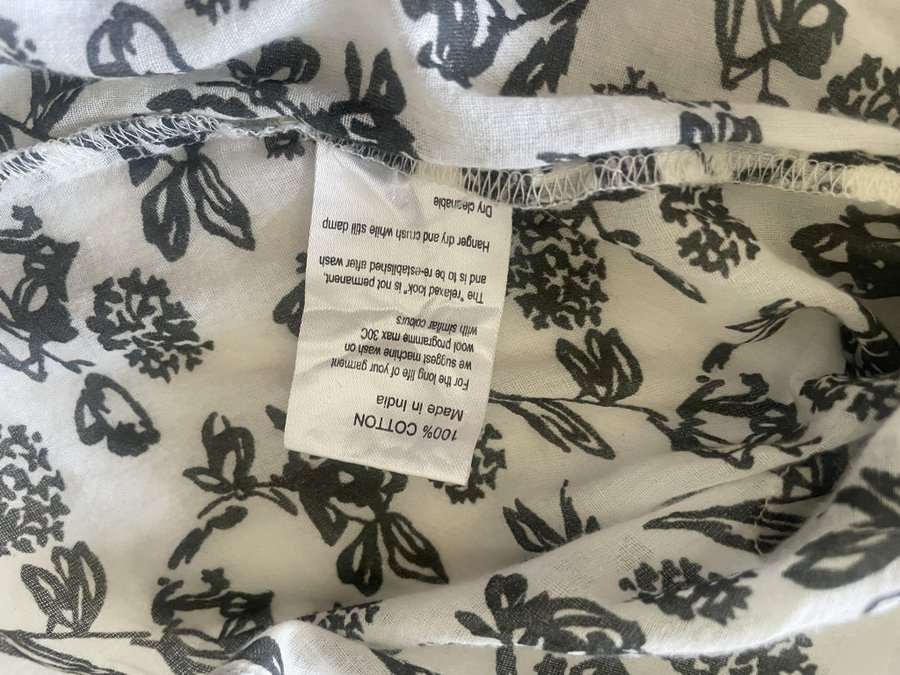 100% COTTON
Made in India
For the long life of your garment
we suggest machine wash on
wool programme max 30C
with similar colours
The "relaxed look" is not permanent,
and is to be re-established after wash
Hanger dry and crush while still damp
Dry cleanable